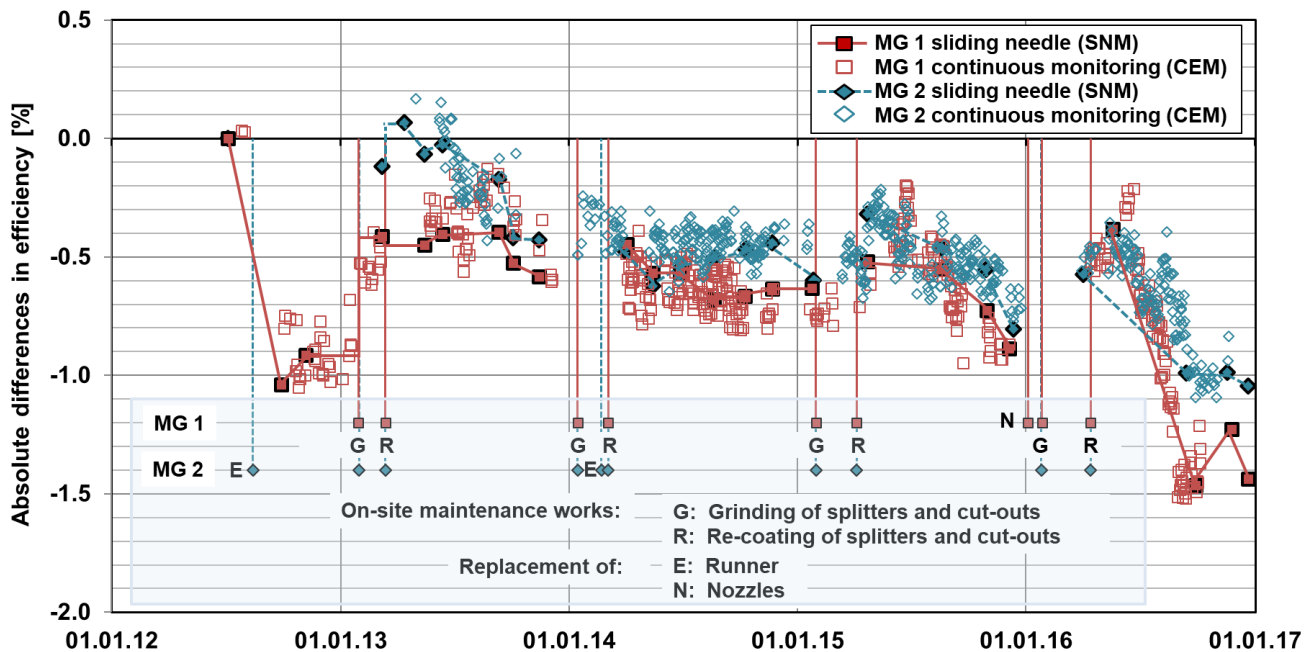 Absolute differences in efficiency [%]
0.5
0.0
-0.5
-1.0
-1.5
-2.0
MG 1 sliding needle (SNM)
MG 1 continuous monitoring (CEM)
MG 2 sliding needle (SNM)
MG 2 continuous monitoring (CEM)
MG 1
N
G R G R G R G R
MG 2 E E
On-site maintenance works: G: Grinding of splitters and cut-outs
R: Re-coating of splitters and cut-outs
Replacement of: E: Runner
N: Nozzles
01.01.12 01.01.13 01.01.14 01.01.15 01.01.16 01.01.17